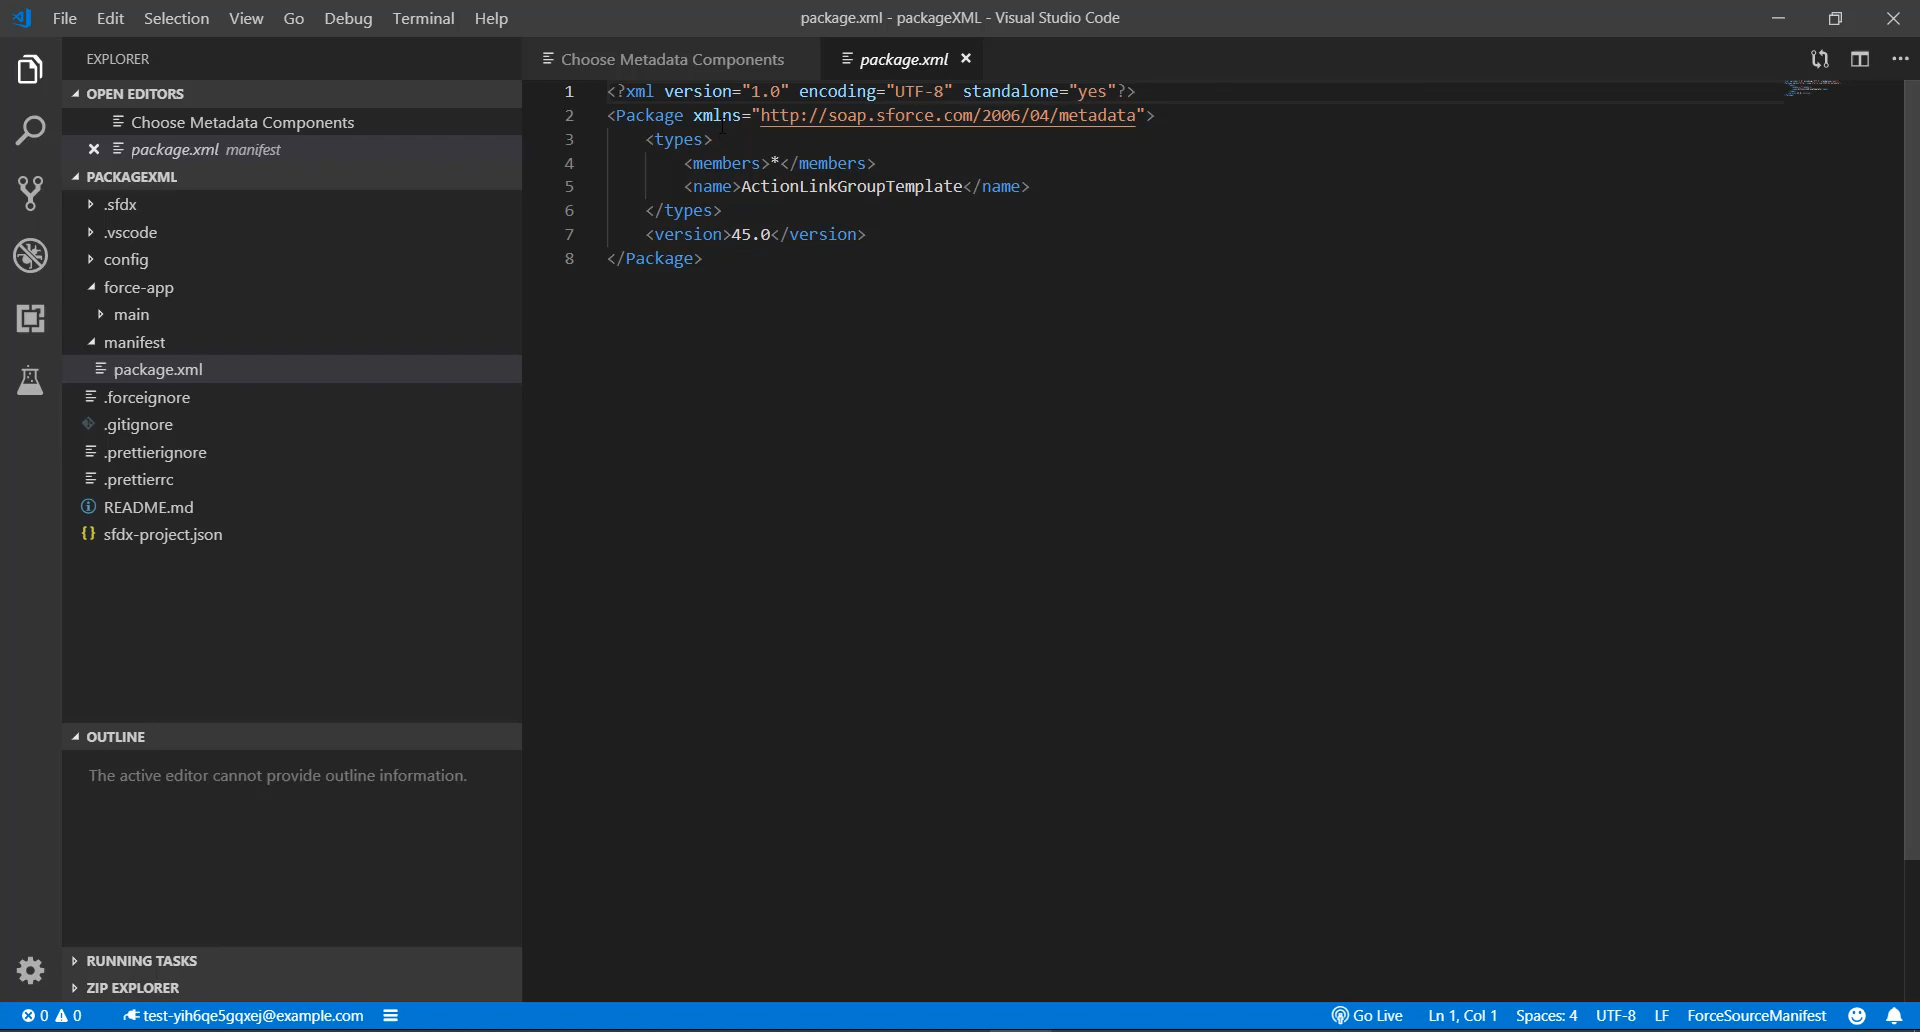 File Edit Selection View Go Debug Terminal Help
package.xml - packageXML - Visual Studio Code
EXPLORER
OPEN EDITORS
Choose Metadata Components
package.xml manifest
PACKAGEXML
.sfdx
.vscode
config
force-app
main
manifest
package.xml
.forceignore
.gitignore
.prettierignore
.prettierrc
README.md
sfdx-project.json
OUTLINE
The active editor cannot provide outline information.
RUNNING TASKS
ZIP EXPLORER
Choose Metadata Components
package.xml
1 <?xml version="1.0" encoding="UTF-8" standalone="yes"?>
2 <Package xmlns="http://soap.sforce.com/2006/04/metadata">
3 <types>
4 <members>*</members>
5 <name>ActionLinkGroupTemplate</name>
6 </types>
7 <version>45.0</version>
8 </Package>
0 0 test-yih6qe5gqxej@example.com Go Live Ln 1, Col 1 Spaces: 4 UTF-8 LF ForceSourceManifest